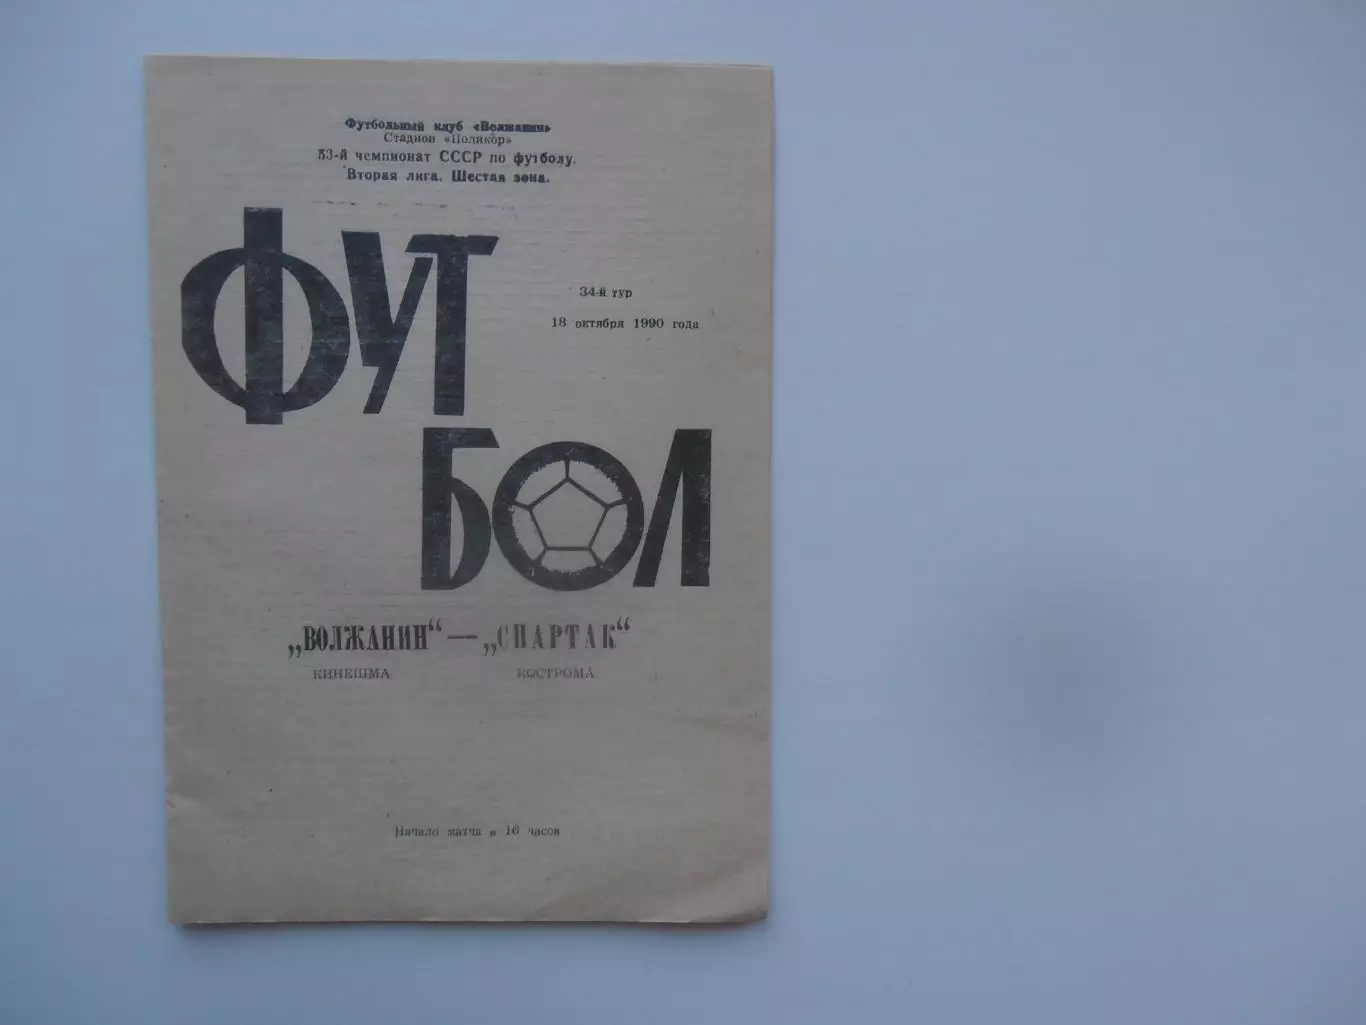 Футбольный клуб «Волжанин»
Стадион «Поликор»
53-й чемпионат СССР по футболу.
Вторая лига. Шестая зона.
ФУТ
34-й тур
18 октября 1990 года
БОЛ
„ВОЛЖАНИН“ — „СПАРТАК“
КИНЕШМА КОСТРОМА
Начало матча в 16 часов